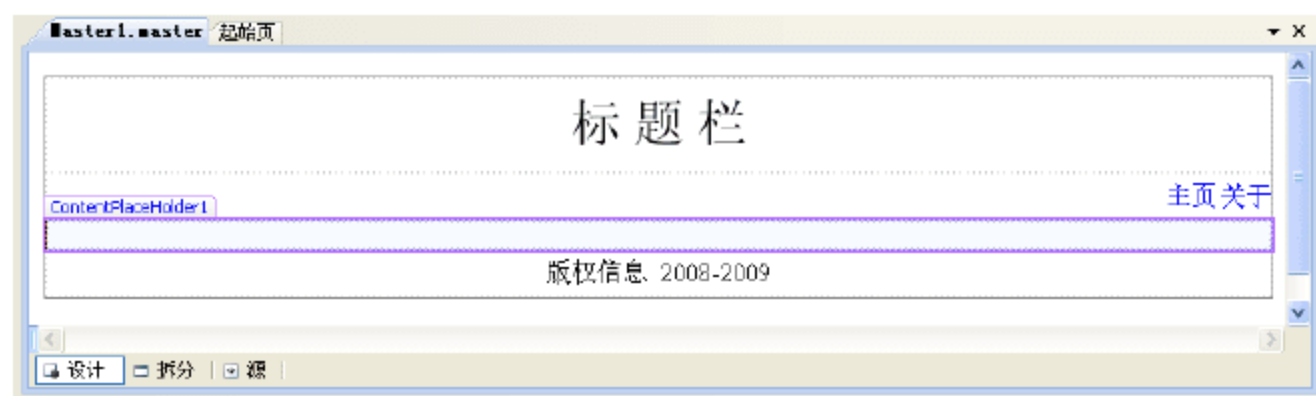 Master1.master 起始页
标题栏
主页 关于
ContentPlaceHolder1
版权信息 2008-2009
设计 拆分 源